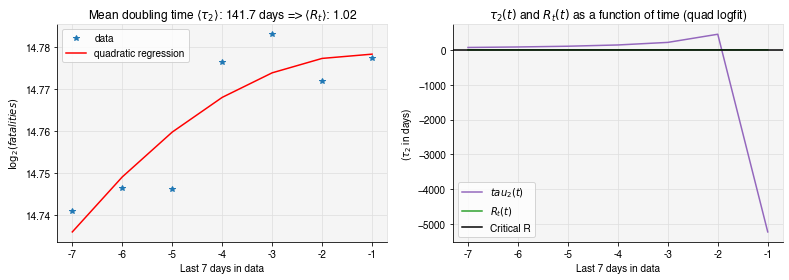 Mean doubling time ⟨τ₂⟩: 141.7 days => ⟨Rₜ⟩: 1.02
data
quadratic regression
14.78
14.77
14.76
14.75
14.74
log₂(fatalities)
-7 -6 -5 -4 -3 -2 -1
Last 7 days in data
τ₂(t) and Rₜ(t) as a function of time (quad logfit)
0
−1000
−2000
−3000
−4000
−5000
(τ₂ in days)
tau₂(t)
Rₜ(t)
Critical R
-7 -6 -5 -4 -3 -2 -1
Last 7 days in data